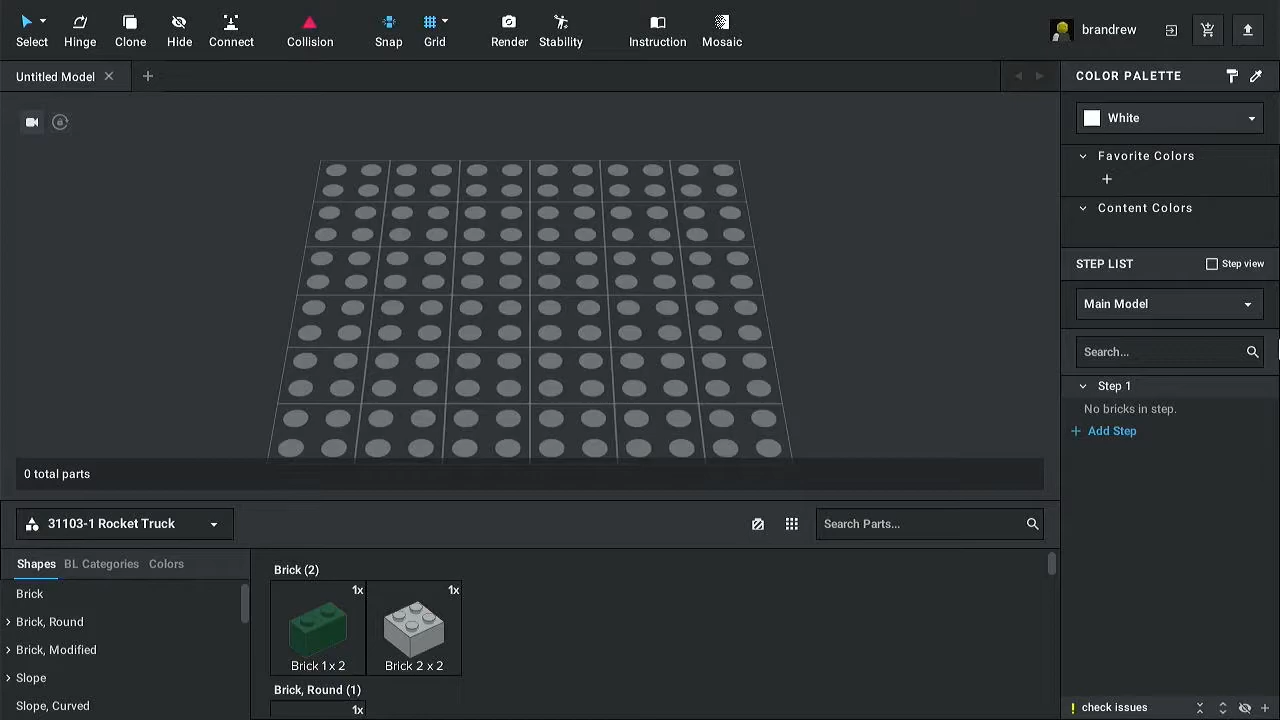 Select
Hinge
Clone
Hide
Connect
Collision
Snap
Grid
Render
Stability
Instruction
Mosaic
brandrew
Untitled Model
COLOR PALETTE
White
Favorite Colors
Content Colors
STEP LIST
Step view
Main Model
Search...
Step 1
No bricks in step.
Add Step
0 total parts
31103-1 Rocket Truck
Search Parts...
Shapes
BL Categories
Colors
Brick
Brick, Round
Brick, Modified
Slope
Slope, Curved
Brick (2)
1x
Brick 1 x 2
1x
Brick 2 x 2
Brick, Round (1)
1x
check issues